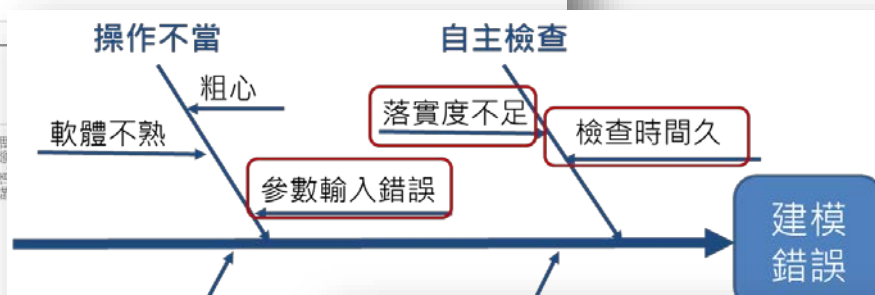 操作不當
自主檢查
粗心
落實度不足
軟體不熟
檢查時間久
參數輸入錯誤
建模
錯誤